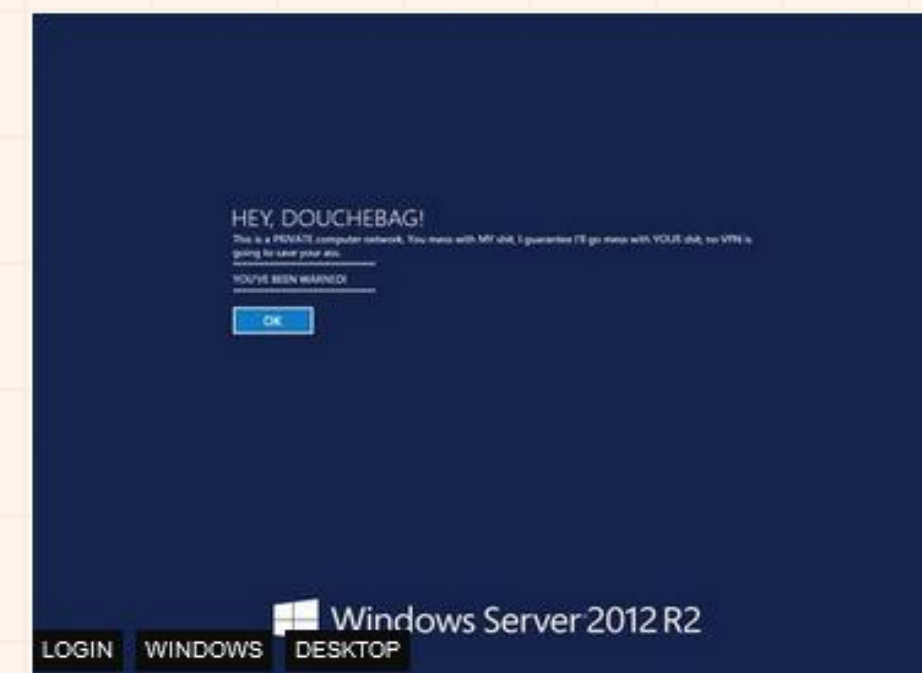 HEY, DOUCHEBAG!
This is a PRIVATE computer network. You mess with MY shit, I guarantee I'll go mess with YOUR shit, no VPN is
going to save your ass.
YOU'VE BEEN WARNED!
OK
Windows Server 2012 R2
LOGIN WINDOWS DESKTOP